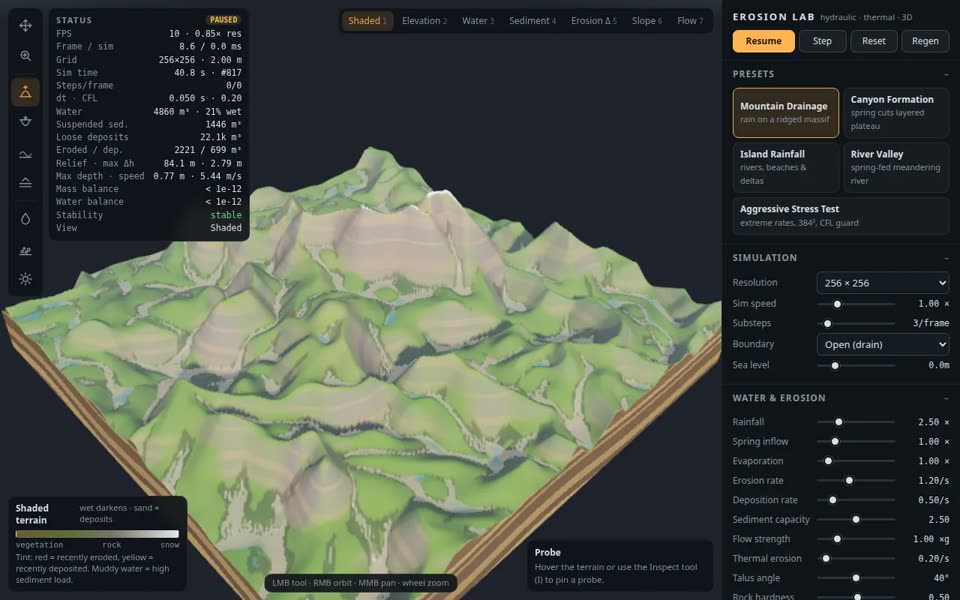 STATUS PAUSED
FPS 10 · 0.85× res
Frame / sim 8.6 / 0.0 ms
Grid 256×256 · 2.00 m
Sim time 40.8 s · #817
Steps/frame 0/0
dt · CFL 0.050 s · 0.20
Water 4860 m³ · 21% wet
Suspended sed. 1446 m³
Loose deposits 22.1k m³
Eroded / dep. 2221 / 699 m³
Relief · max Δh 84.1 m · 2.79 m
Max depth · speed 0.77 m · 5.44 m/s
Mass balance < 1e-12
Water balance < 1e-12
Stability stable
View Shaded
Shaded 1 Elevation 2 Water 3 Sediment 4 Erosion Δ 5 Slope 6 Flow 7
Shaded terrain
wet darkens · sand = deposits
vegetation rock snow
Tint: red = recently eroded, yellow = recently deposited. Muddy water = high sediment load.
LMB tool · RMB orbit · MMB pan · wheel zoom
Probe
Hover the terrain or use the Inspect tool (I) to pin a probe.
EROSION LAB hydraulic · thermal · 3D
Resume Step Reset Regen
PRESETS –
Mountain Drainage
rain on a ridged massif
Canyon Formation
spring cuts layered plateau
Island Rainfall
rivers, beaches & deltas
River Valley
spring-fed meandering river
Aggressive Stress Test
extreme rates, 384², CFL guard
SIMULATION –
Resolution 256 × 256
Sim speed 1.00 ×
Substeps 3/frame
Boundary Open (drain)
Sea level 0.0m
WATER & EROSION –
Rainfall 2.50 ×
Spring inflow 1.00 ×
Evaporation 1.00 ×
Erosion rate 1.20/s
Deposition rate 0.50/s
Sediment capacity 2.50
Flow strength 1.00 ×g
Thermal erosion 0.20/s
Talus angle 40°
Rock hardness 0.50